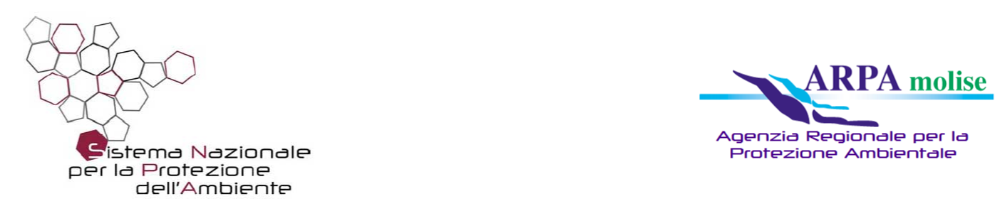 Sistema Nazionale
per la Protezione
dell'Ambiente
ARPA molise
Agenzia Regionale per la
Protezione Ambientale